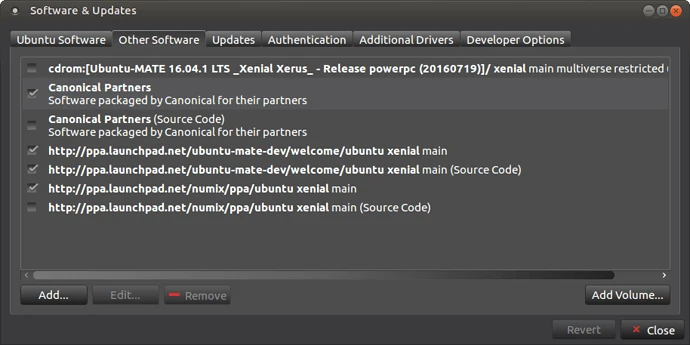 Software & Updates
Ubuntu Software Other Software Updates Authentication Additional Drivers Developer Options
cdrom:[Ubuntu-MATE 16.04.1 LTS _Xenial Xerus_ - Release powerpc (20160719)]/ xenial main multiverse restricted
Canonical Partners
Software packaged by Canonical for their partners
Canonical Partners (Source Code)
Software packaged by Canonical for their partners
http://ppa.launchpad.net/ubuntu-mate-dev/welcome/ubuntu xenial main
http://ppa.launchpad.net/ubuntu-mate-dev/welcome/ubuntu xenial main (Source Code)
http://ppa.launchpad.net/numix/ppa/ubuntu xenial main
http://ppa.launchpad.net/numix/ppa/ubuntu xenial main (Source Code)
Add... Edit... Remove Add Volume...
Revert Close